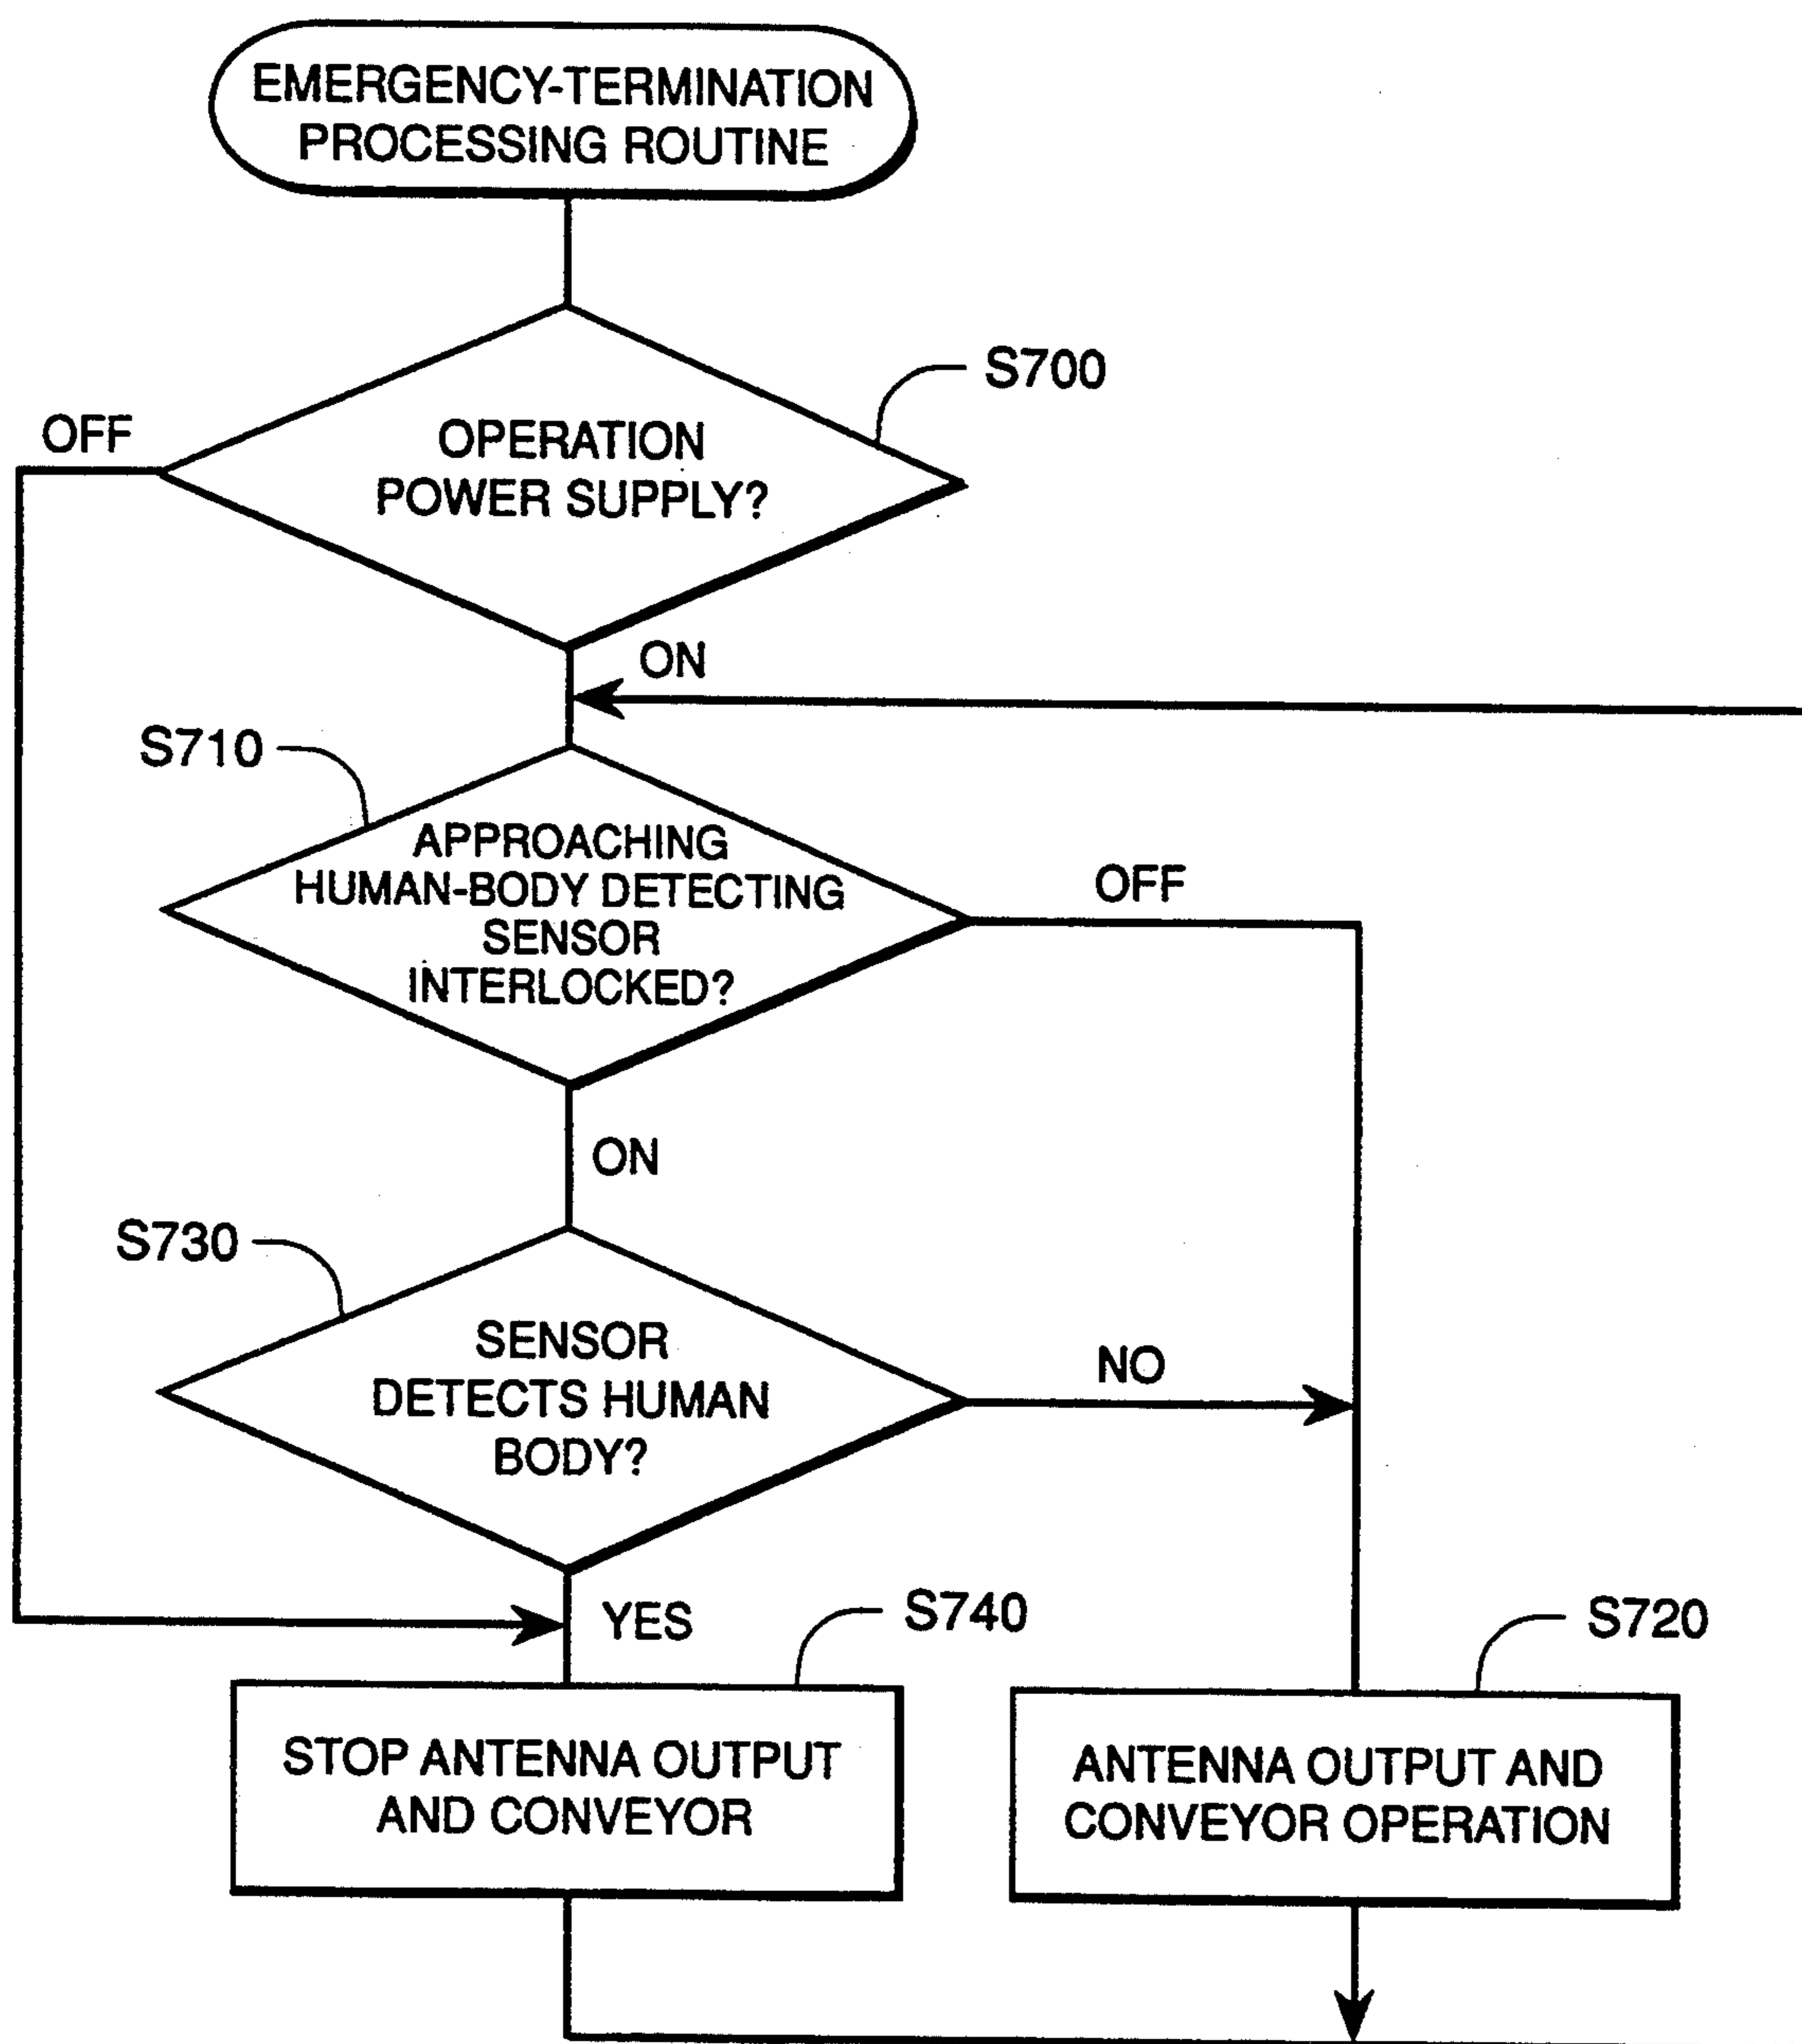 EMERGENCY-TERMINATION
PROCESSING ROUTINE
S700
OFF
OPERATION
POWER SUPPLY?
ON
S710
APPROACHING
HUMAN-BODY DETECTING
SENSOR
INTERLOCKED?
OFF
ON
S730
SENSOR
DETECTS HUMAN
BODY?
NO
YES
S740
S720
STOP ANTENNA OUTPUT
AND CONVEYOR
ANTENNA OUTPUT AND
CONVEYOR OPERATION